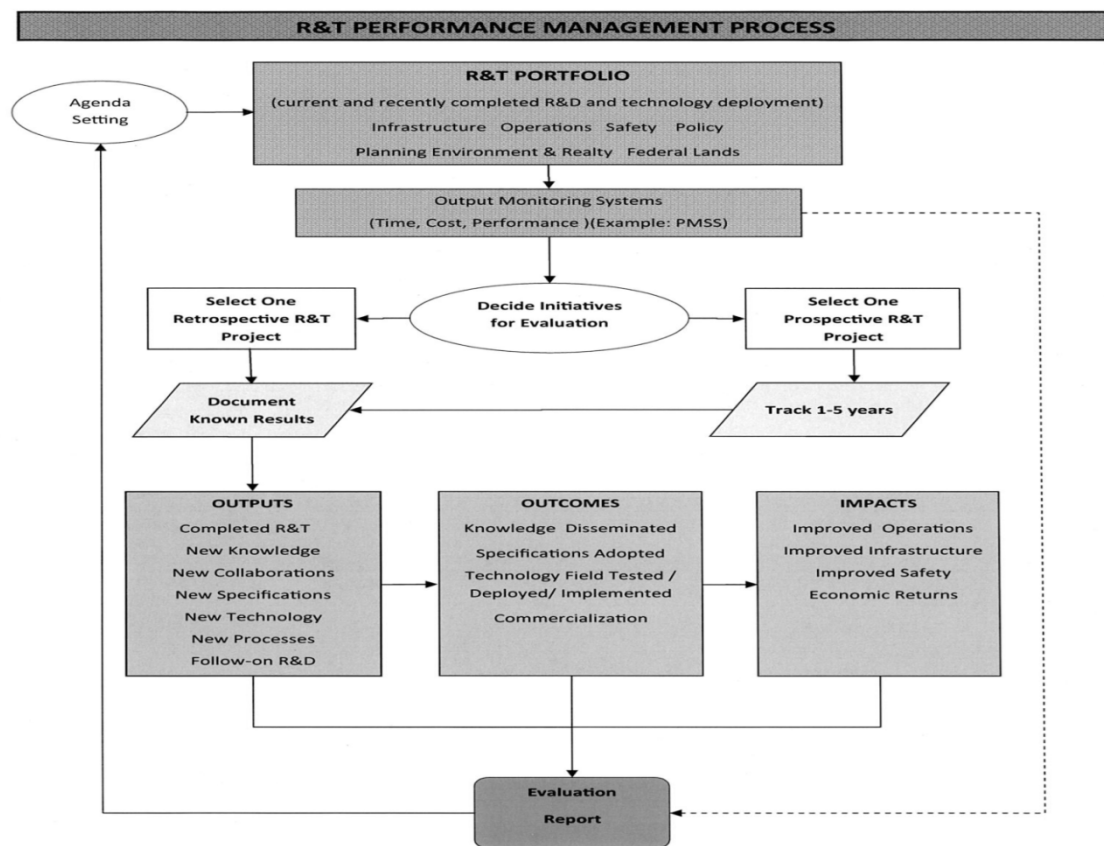 R&T PERFORMANCE MANAGEMENT PROCESS
Agenda
Setting
R&T PORTFOLIO
(current and recently completed R&D and technology deployment)
Infrastructure Operations Safety Policy
Planning Environment & Realty Federal Lands
Output Monitoring Systems
(Time, Cost, Performance )(Example: PMSS)
Select One
Retrospective R&T
Project
Decide Initiatives
for Evaluation
Select One
Prospective R&T
Project
Document
Known Results
Track 1-5 years
OUTPUTS
Completed R&T
New Knowledge
New Collaborations
New Specifications
New Technology
New Processes
Follow-on R&D
OUTCOMES
Knowledge Disseminated
Specifications Adopted
Technology Field Tested /
Deployed/ Implemented
Commercialization
IMPACTS
Improved Operations
Improved Infrastructure
Improved Safety
Economic Returns
Evaluation
Report